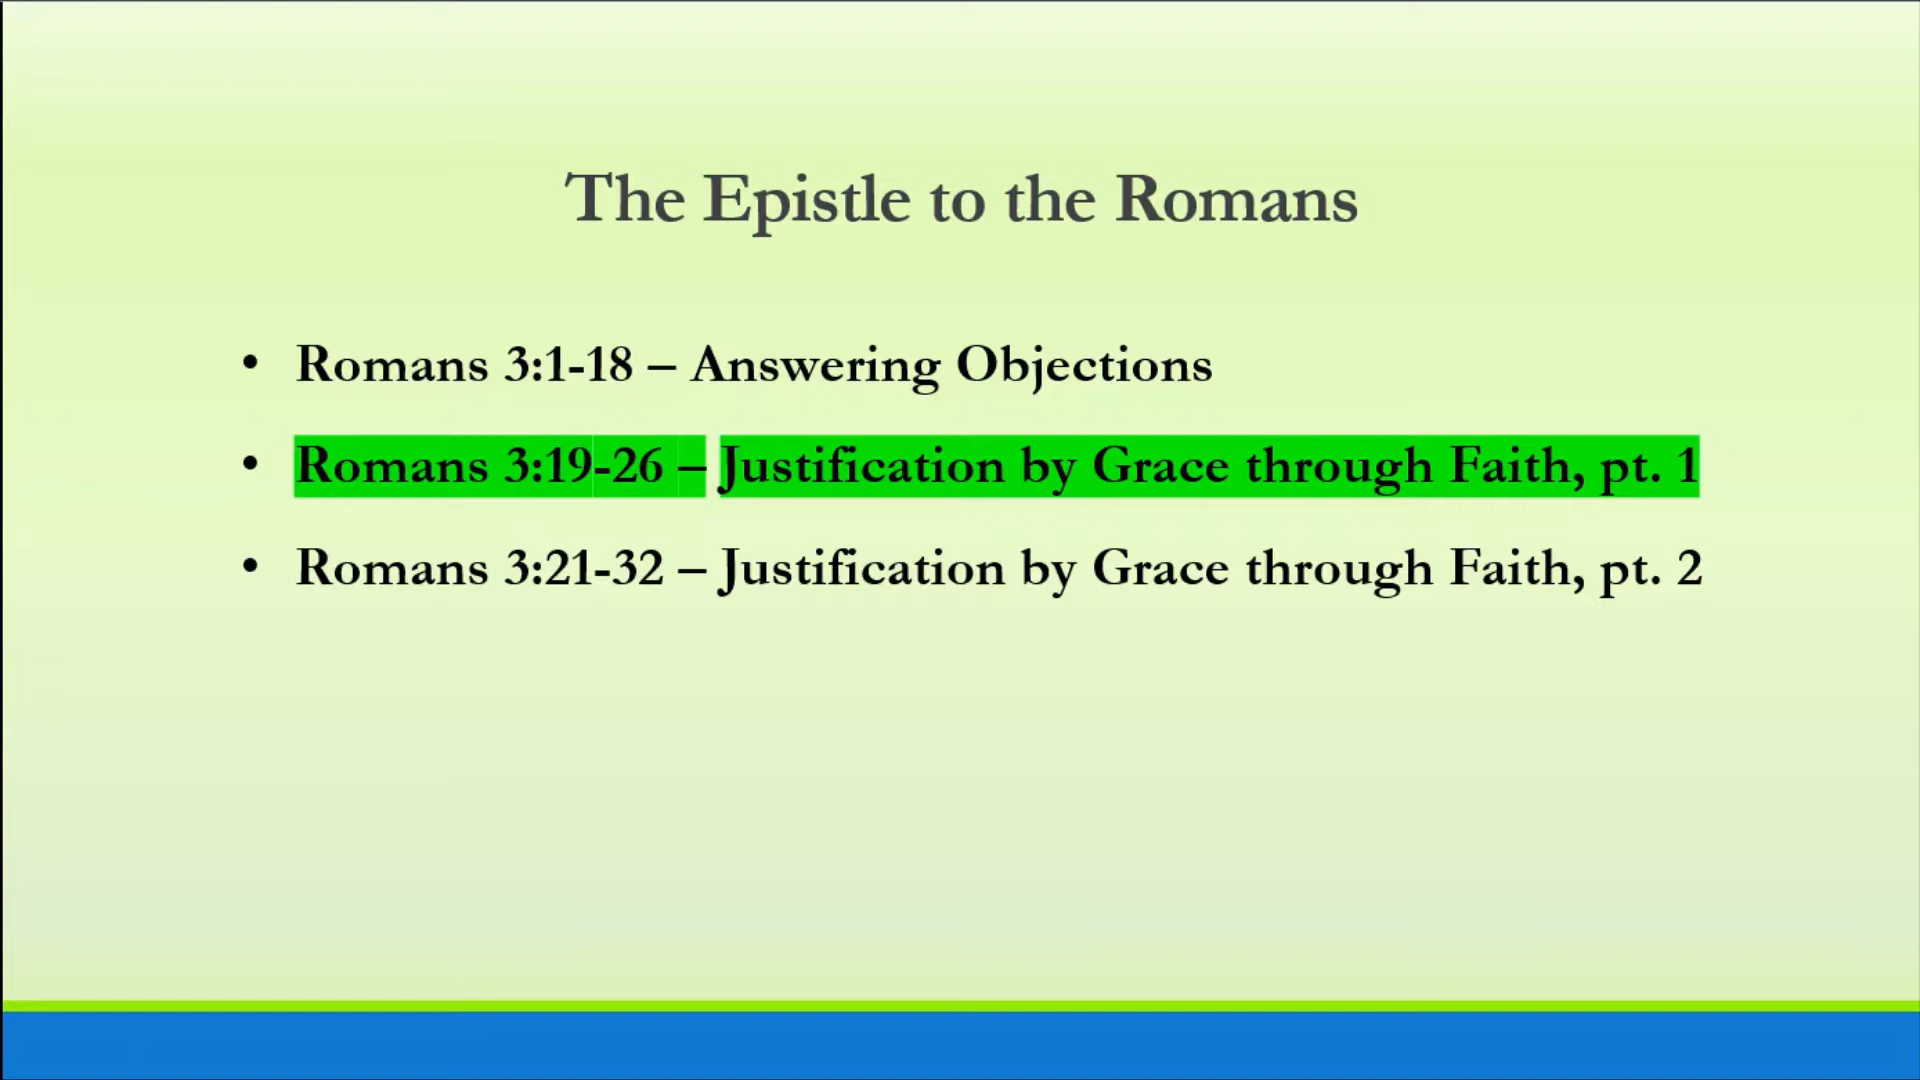 The Epistle to the Romans
• Romans 3:1-18 – Answering Objections
• Romans 3:19-26 – Justification by Grace through Faith, pt. 1
• Romans 3:21-32 – Justification by Grace through Faith, pt. 2